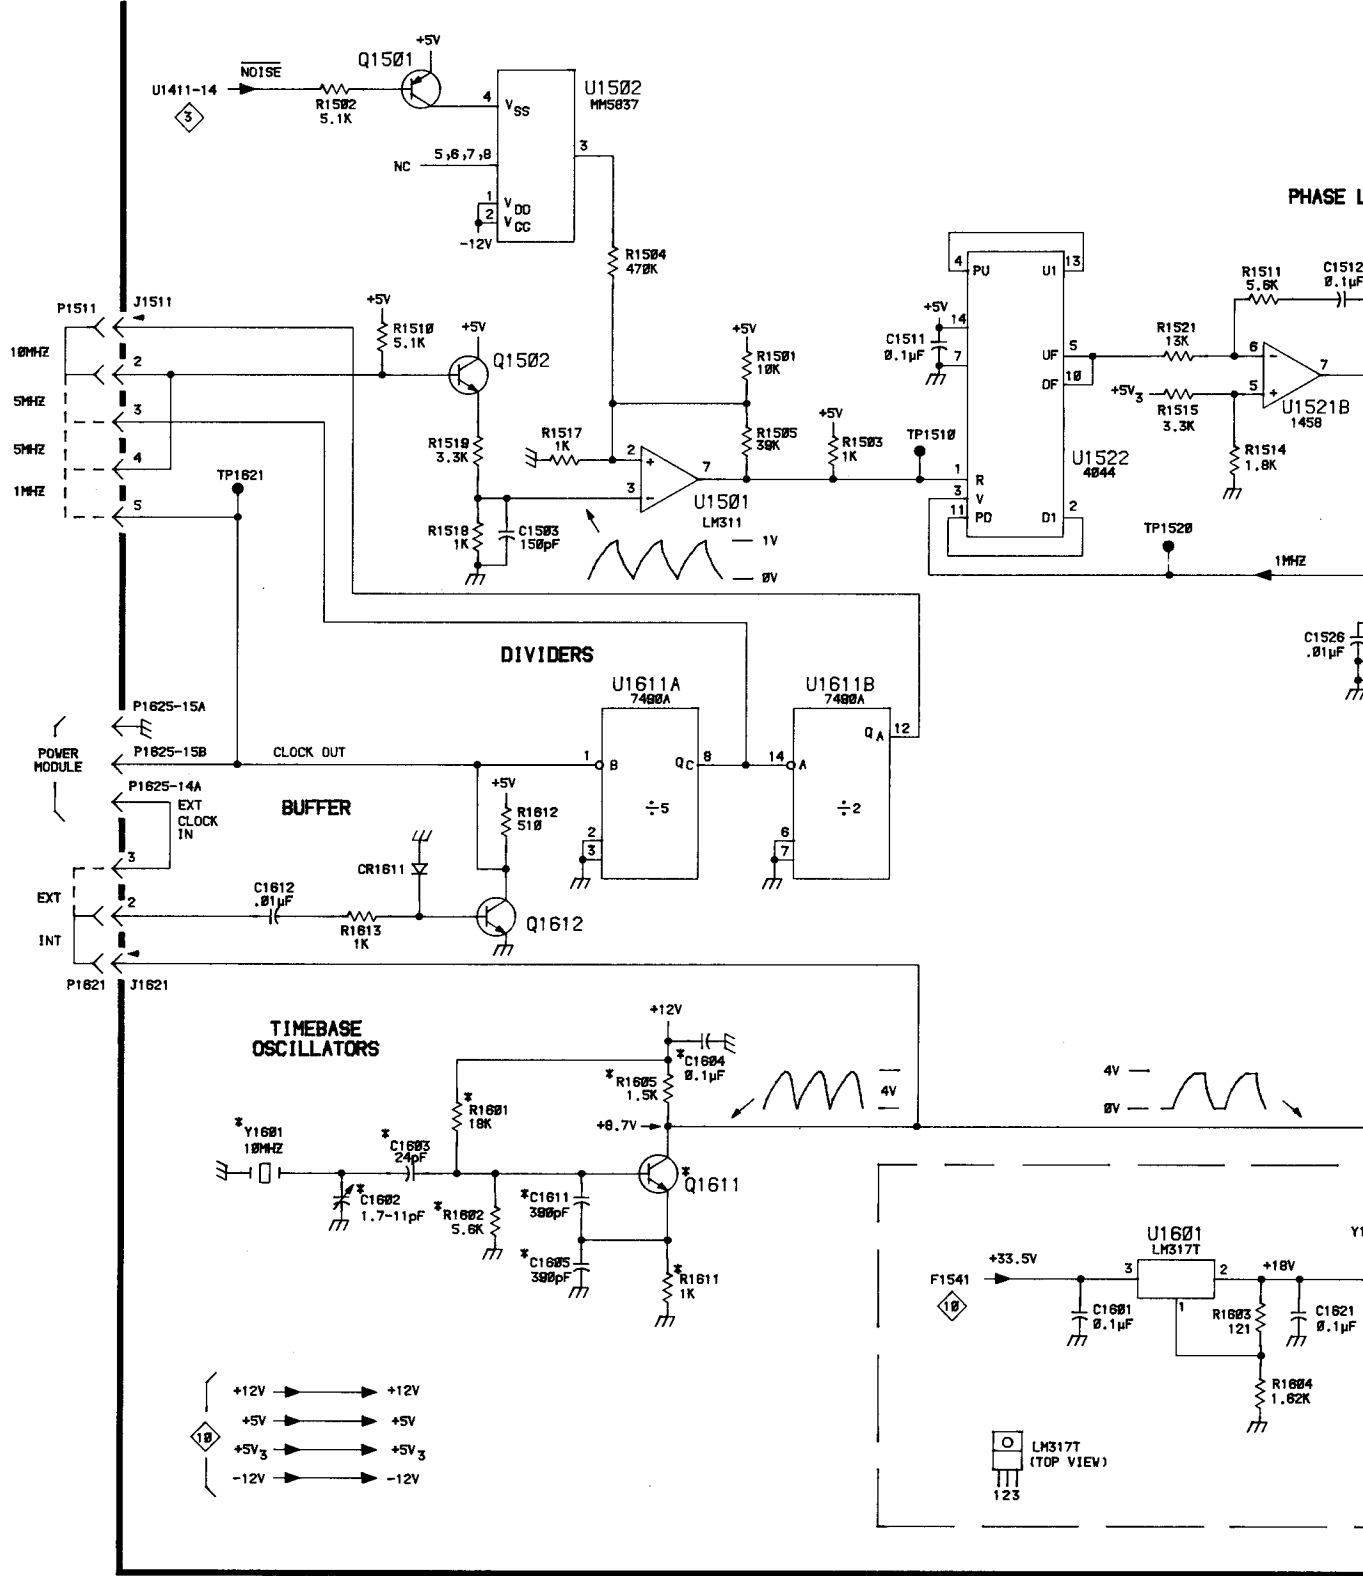 +5V
Q1501
NOISE
U1411-14
3
R1502
5.1K
4
VSS
U1502
MM5837
5,6,7,8
NC
3
1
VDD
2
VGG
-12V
R1504
470K
PHASE L
4
PU
U1
13
R1511
5.6K
C1512
0.1µF
P1511
J1511
10MHZ
2
5MHZ
3
5MHZ
4
1MHZ
5
+5V
R1510
5.1K
+5V
Q1502
+5V
R1501
10K
+5V
14
C1511
0.1µF
7
UF
5
DF
10
R1521
13K
+5V3
R1515
3.3K
6
-
5
+
7
U1521B
1458
R1514
1.8K
TP1621
R1519
3.3K
R1517
1K
2
+
3
-
7
U1501
LM311
R1505
39K
+5V
R1503
1K
TP1510
1
R
3
V
11
PD
D1
2
U1522
4044
R1518
1K
C1503
150pF
1V
0V
TP1520
1MHZ
C1526
.01µF
DIVIDERS
U1611A
7490A
U1611B
7490A
P1625-15A
POWER
MODULE
P1625-15B
CLOCK OUT
1
B
QC
8
14
A
QA
12
÷5
÷2
2
3
6
7
P1625-14A
EXT
CLOCK
IN
BUFFER
+5V
R1612
510
3
EXT
2
INT
P1621
J1621
C1612
.01µF
R1613
1K
CR1611
Q1612
TIMEBASE
OSCILLATORS
+12V
*C1604
0.1µF
*R1605
1.5K
4V
4V
0V
*R1601
18K
+8.7V
*Y1601
10MHZ
*C1603
24pF
*Q1611
*C1602
1.7-11pF
*R1602
5.6K
*C1611
390pF
*C1605
390pF
*R1611
1K
U1601
LM317T
Y1
F1541
10
+33.5V
3
2
1
+18V
C1601
0.1µF
R1603
121
C1621
0.1µF
R1604
1.62K
+12V
+12V
+5V
+5V
10
+5V3
+5V3
-12V
-12V
LM317T
(TOP VIEW)
123